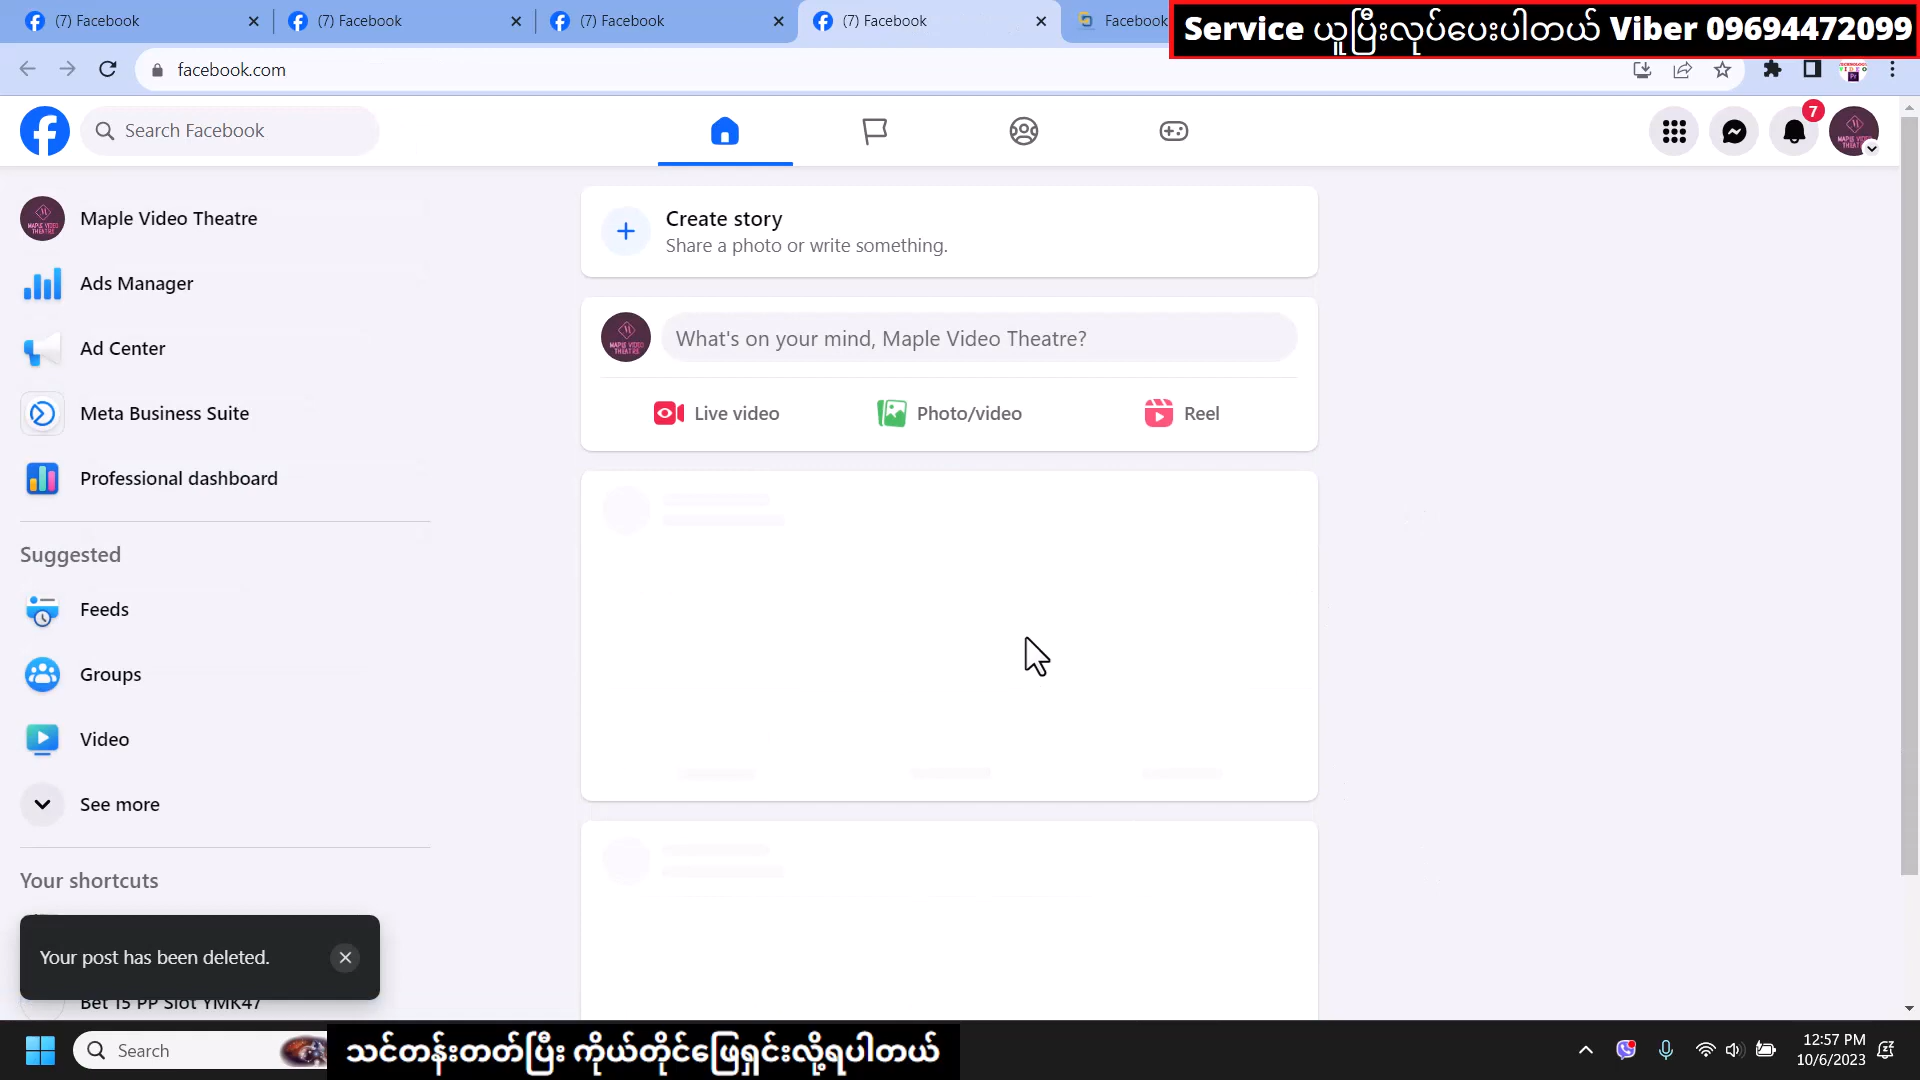 (7) Facebook
(7) Facebook
(7) Facebook
(7) Facebook
Facebook
Service ယူပြီးလုပ်ပေးပါတယ် Viber 09694472099
facebook.com
Search Facebook
7
Maple Video Theatre
Ads Manager
Ad Center
Meta Business Suite
Professional dashboard
Suggested
Feeds
Groups
Video
See more
Your shortcuts
Your post has been deleted.
Bet 15 PP Slot YMK47
Create story
Share a photo or write something.
What's on your mind, Maple Video Theatre?
Live video
Photo/video
Reel
Search
သင်တန်းတတ်ပြီး ကိုယ်တိုင်ဖြေရှင်းလို့ရပါတယ်
12:57 PM
10/6/2023